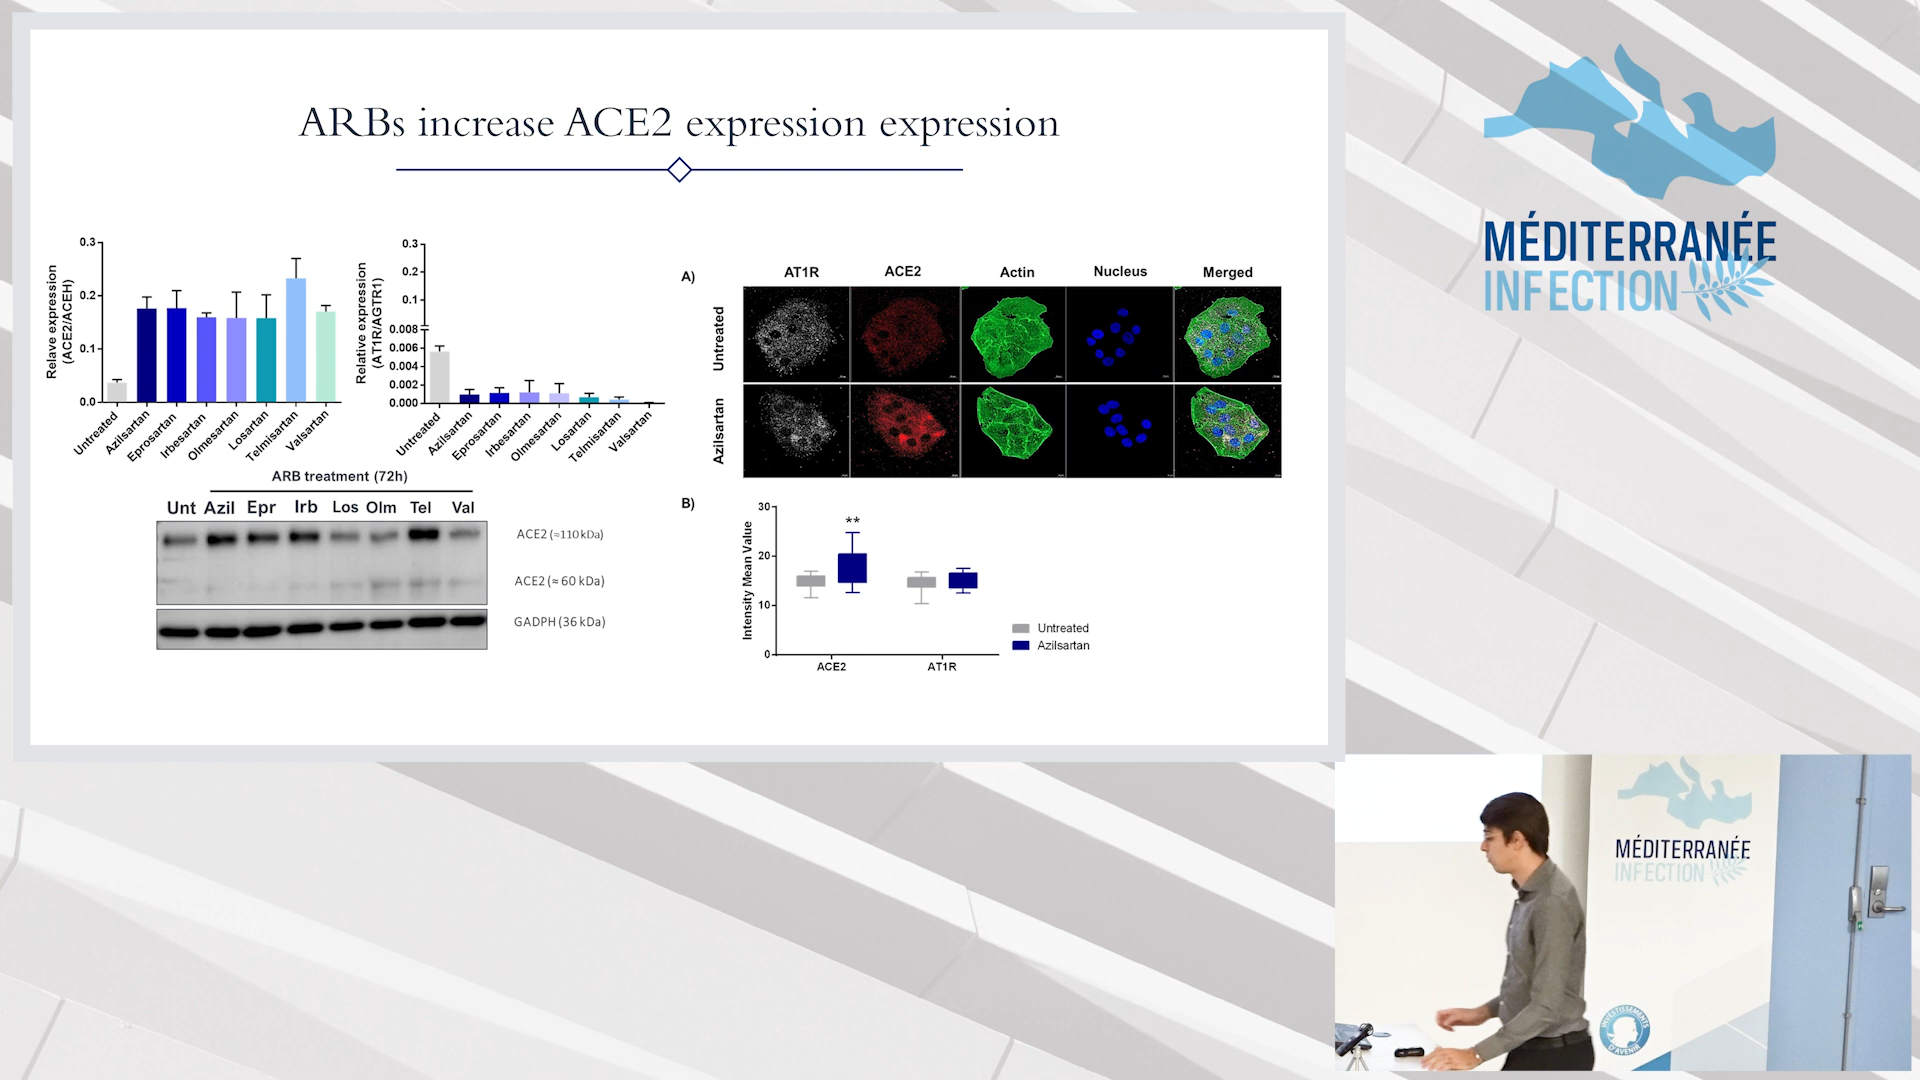 ARBs increase ACE2 expression expression
0.3
0.2
0.1
0.0
Relave expression
(ACE2/ACEH)
Untreated
Azilsartan
Eprosartan
Irbesartan
Olmesartan
Losartan
Telmisartan
Valsartan
0.3
0.2
0.1
0.008
0.006
0.004
0.002
0.000
Relative expression
(AT1R/AGTR1)
Untreated
Azilsartan
Eprosartan
Irbesartan
Olmesartan
Losartan
Telmisartan
Valsartan
ARB treatment (72h)
Unt Azil Epr Irb Los Olm Tel Val
ACE2 (≈110 kDa)
ACE2 (≈ 60 kDa)
GADPH (36 kDa)
A)
AT1R ACE2 Actin Nucleus Merged
Untreated
Azilsartan
B)
Intensity Mean Value
30
20
10
0
**
ACE2 AT1R
Untreated
Azilsartan
MÉDITERRANÉE
INFECTION
MÉDITERRANÉE
INFECTION
INVESTISSEMENTS
D'AVENIR